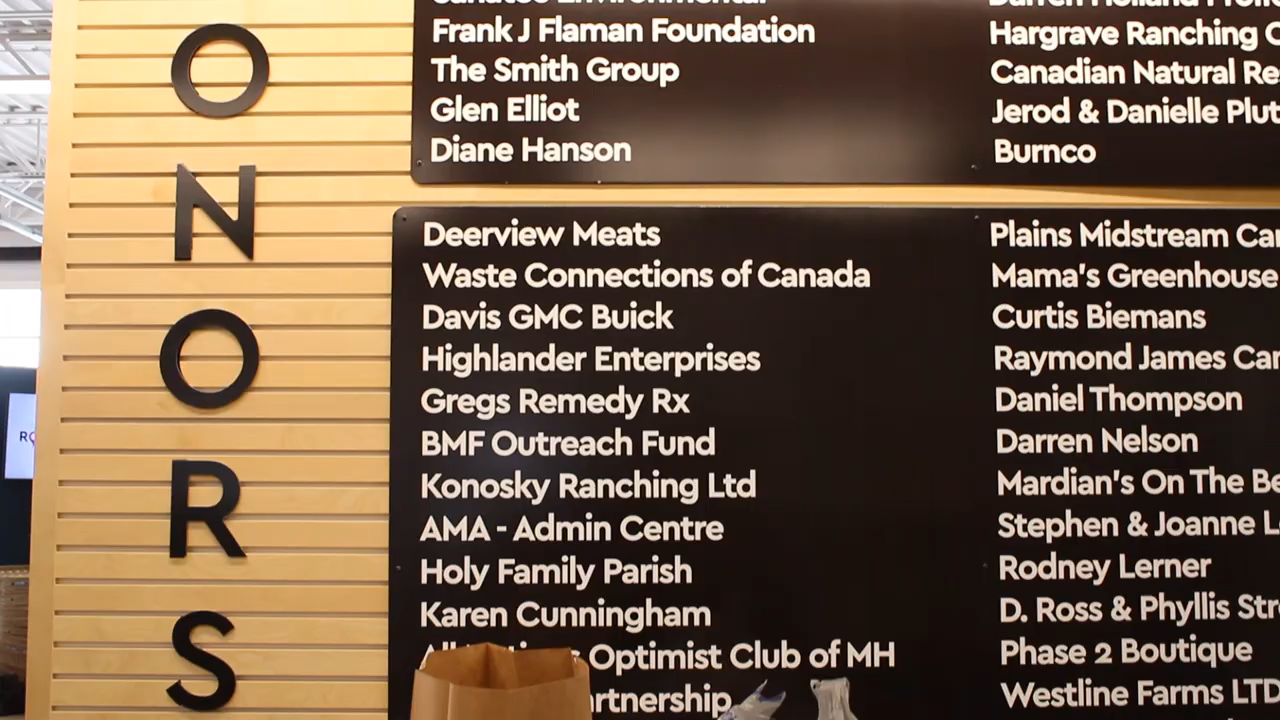 ONORS
Frank J Flaman Foundation
The Smith Group
Glen Elliot
Diane Hanson
Hargrave Ranching
Canadian Natural
Jerod & Danielle
Burnco
Deerview Meats
Waste Connections of Canada
Davis GMC Buick
Highlander Enterprises
Gregs Remedy Rx
BMF Outreach Fund
Konosky Ranching Ltd
AMA - Admin Centre
Holy Family Parish
Karen Cunningham
Optimist Club of MH
Plains Midstream
Mama's Greenhouse
Curtis Biemans
Raymond James
Daniel Thompson
Darren Nelson
Mardian's On The
Stephen & Joanne
Rodney Lerner
D. Ross & Phyllis
Phase 2 Boutique
Westline Farms LTD